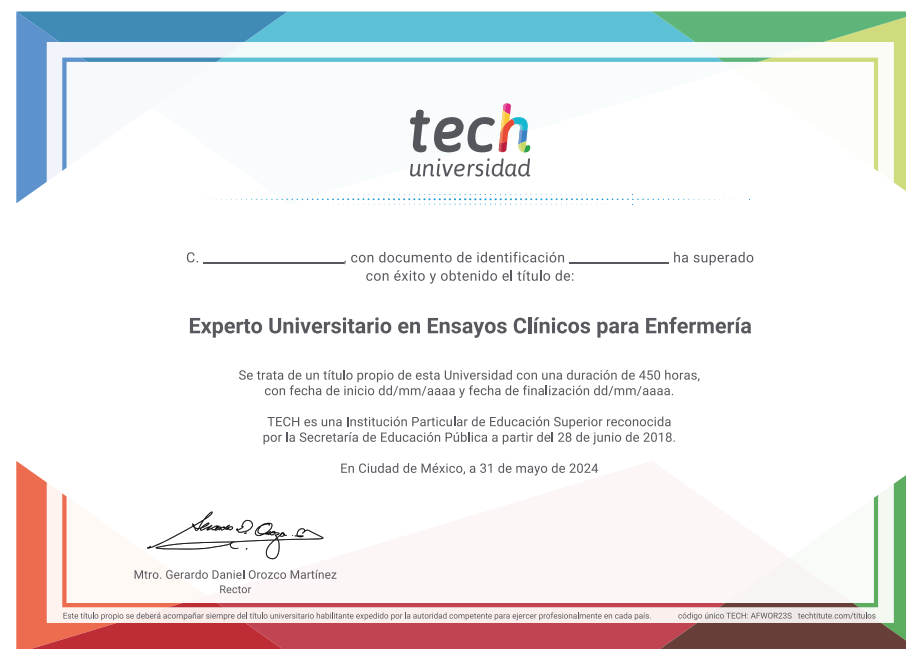 tech
universidad
C. ____________, con documento de identificación ____________ ha superado
con éxito y obtenido el título de:
Experto Universitario en Ensayos Clínicos para Enfermería
Se trata de un título propio de esta Universidad con una duración de 450 horas,
con fecha de inicio dd/mm/aaaa y fecha de finalización dd/mm/aaaa.
TECH es una Institución Particular de Educación Superior reconocida
por la Secretaría de Educación Pública a partir del 28 de junio de 2018.
En Ciudad de México, a 31 de mayo de 2024
Mtro. Gerardo Daniel Orozco Martínez
Rector
Este título propio se deberá acompañar siempre del título universitario habilitante expedido por la autoridad competente para ejercer profesionalmente en cada país. código único TECH: AFWOR23S techtitute.com/titulos